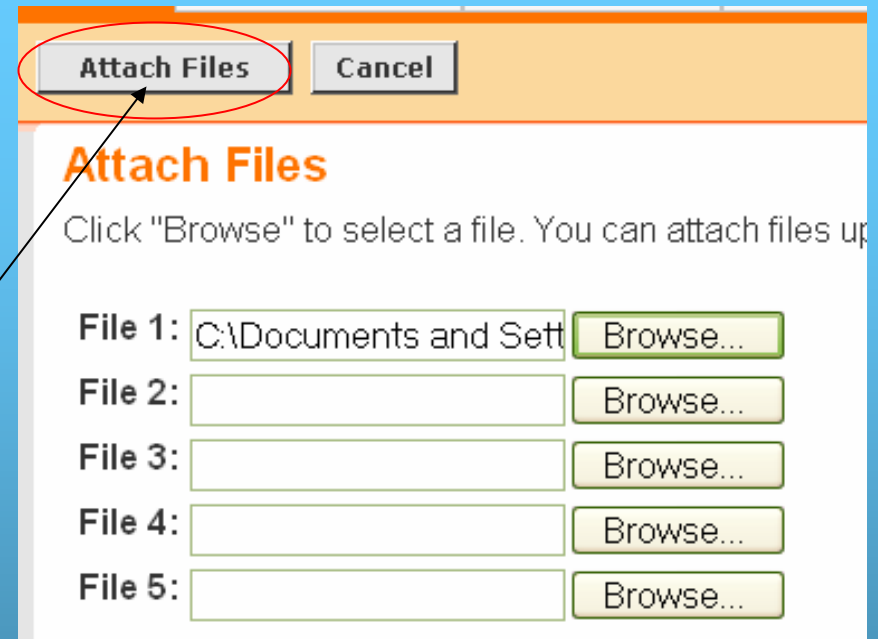 Attach Files Cancel
Attach Files
Click "Browse" to select a file. You can attach files up
File 1: C:\Documents and Sett Browse...
File 2: Browse...
File 3: Browse...
File 4: Browse...
File 5: Browse...